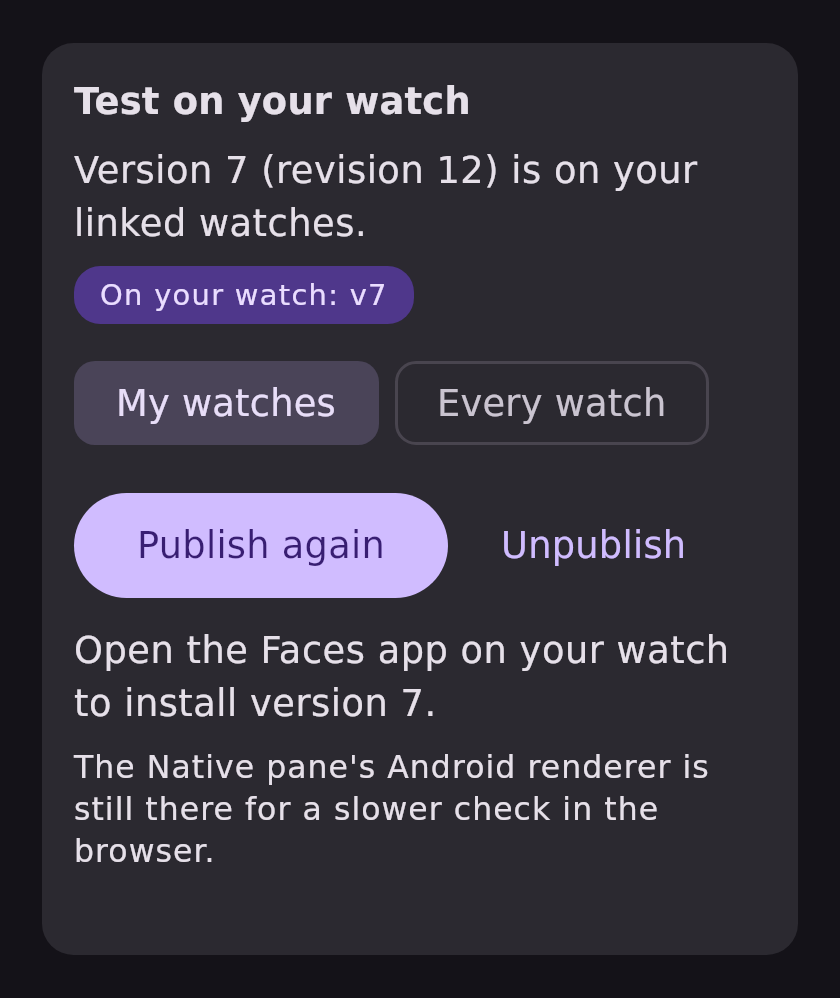 Test on your watch
Version 7 (revision 12) is on your
linked watches.
On your watch: v7
My watches
Every watch
Publish again
Unpublish
Open the Faces app on your watch
to install version 7.
The Native pane's Android renderer is
still there for a slower check in the
browser.